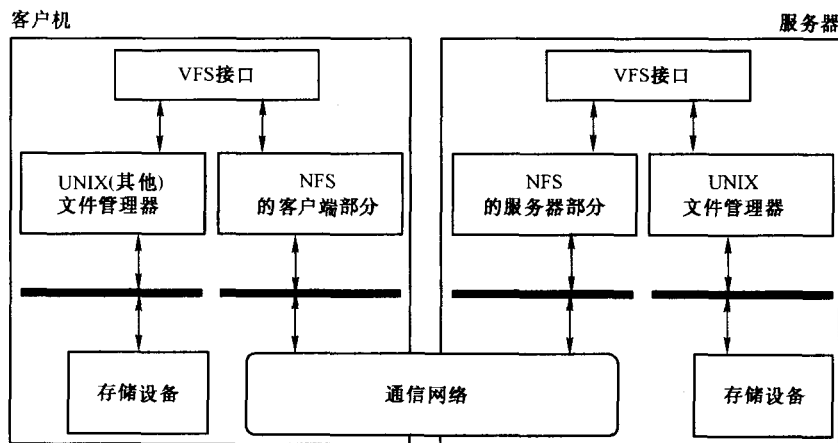 客户机
服务器
VFS接口
VFS接口
UNIX(其他)
文件管理器
NFS
的客户端部分
NFS
的服务器部分
UNIX
文件管理器
存储设备
通信网络
存储设备